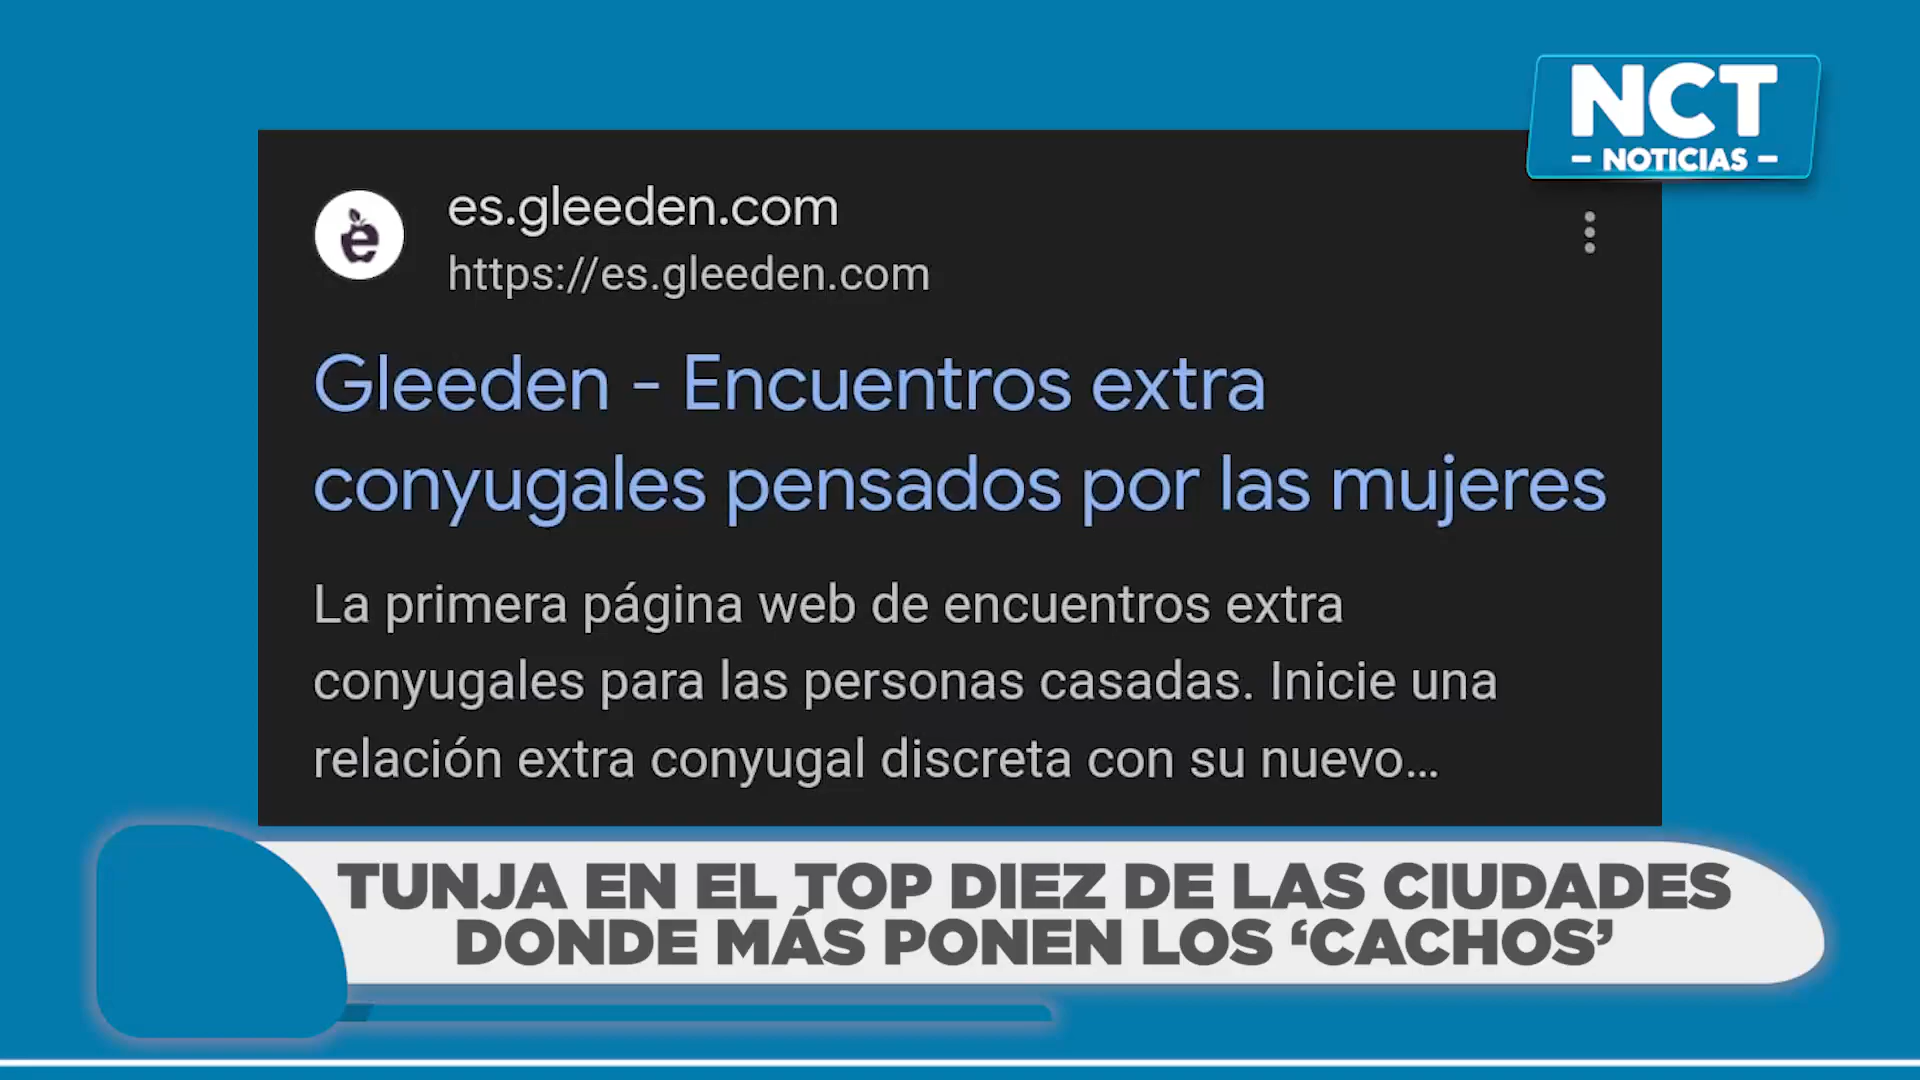 NCT
- NOTICIAS -
es.gleeden.com
https://es.gleeden.com
Gleeden - Encuentros extra
conyugales pensados por las mujeres
La primera página web de encuentros extra
conyugales para las personas casadas. Inicie una
relación extra conyugal discreta con su nuevo...
TUNJA EN EL TOP DIEZ DE LAS CIUDADES
DONDE MÁS PONEN LOS ‘CACHOS’